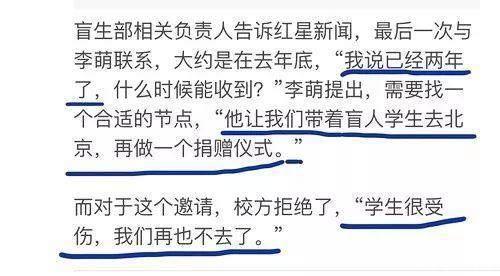 盲生部相关负责人告诉红星新闻，最后一次与
李萌联系，大约是在去年底，“我说已经两年
了，什么时候能收到？”李萌提出，需要找一
个合适的节点，“他让我们带着盲人学生去北
京，再做一个捐赠仪式。”
而对于这个邀请，校方拒绝了，“学生很受
伤，我们再也不去了。”